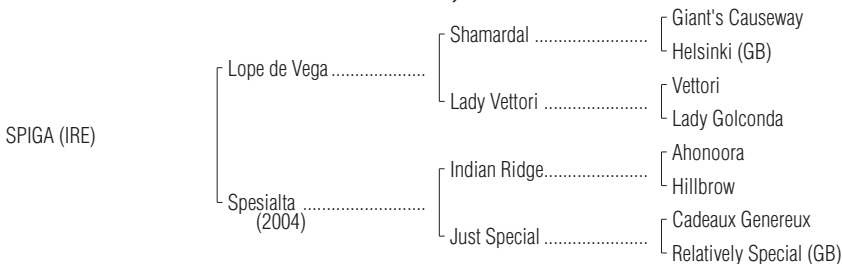 Giant's Causeway
Shamardal ........................
Helsinki (GB)
Lope de Vega .....................
Vettori
Lady Vettori ......................
Lady Golconda
SPIGA (IRE)
Ahonoora
Indian Ridge......................
Hillbrow
Spesialta ...........................
(2004)
Cadeaux Genereux
Just Special .......................
Relatively Special (GB)